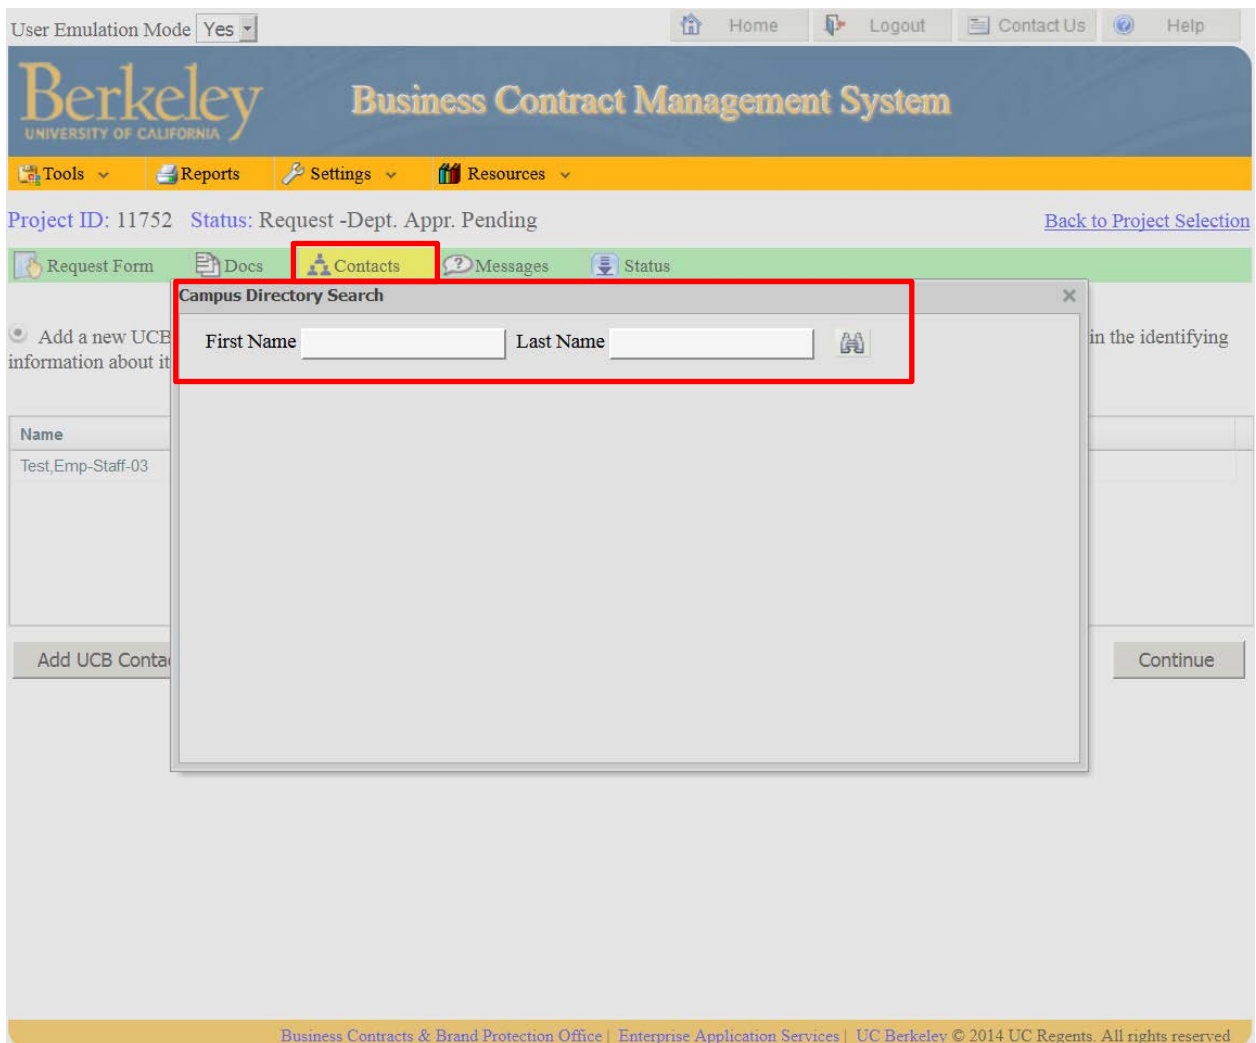 User Emulation Mode Yes Home Logout Contact Us Help
Berkeley
UNIVERSITY OF CALIFORNIA
Business Contract Management System
Tools Reports Settings Resources
Project ID: 11752 Status: Request -Dept. Appr. Pending Back to Project Selection
Request Form Docs Contacts Messages Status
Campus Directory Search
First Name Last Name
Add a new UCB in the identifying
information about it
Name
Test,Emp-Staff-03
Add UCB Conta Continue
Business Contracts & Brand Protection Office | Enterprise Application Services | UC Berkeley © 2014 UC Regents. All rights reserved